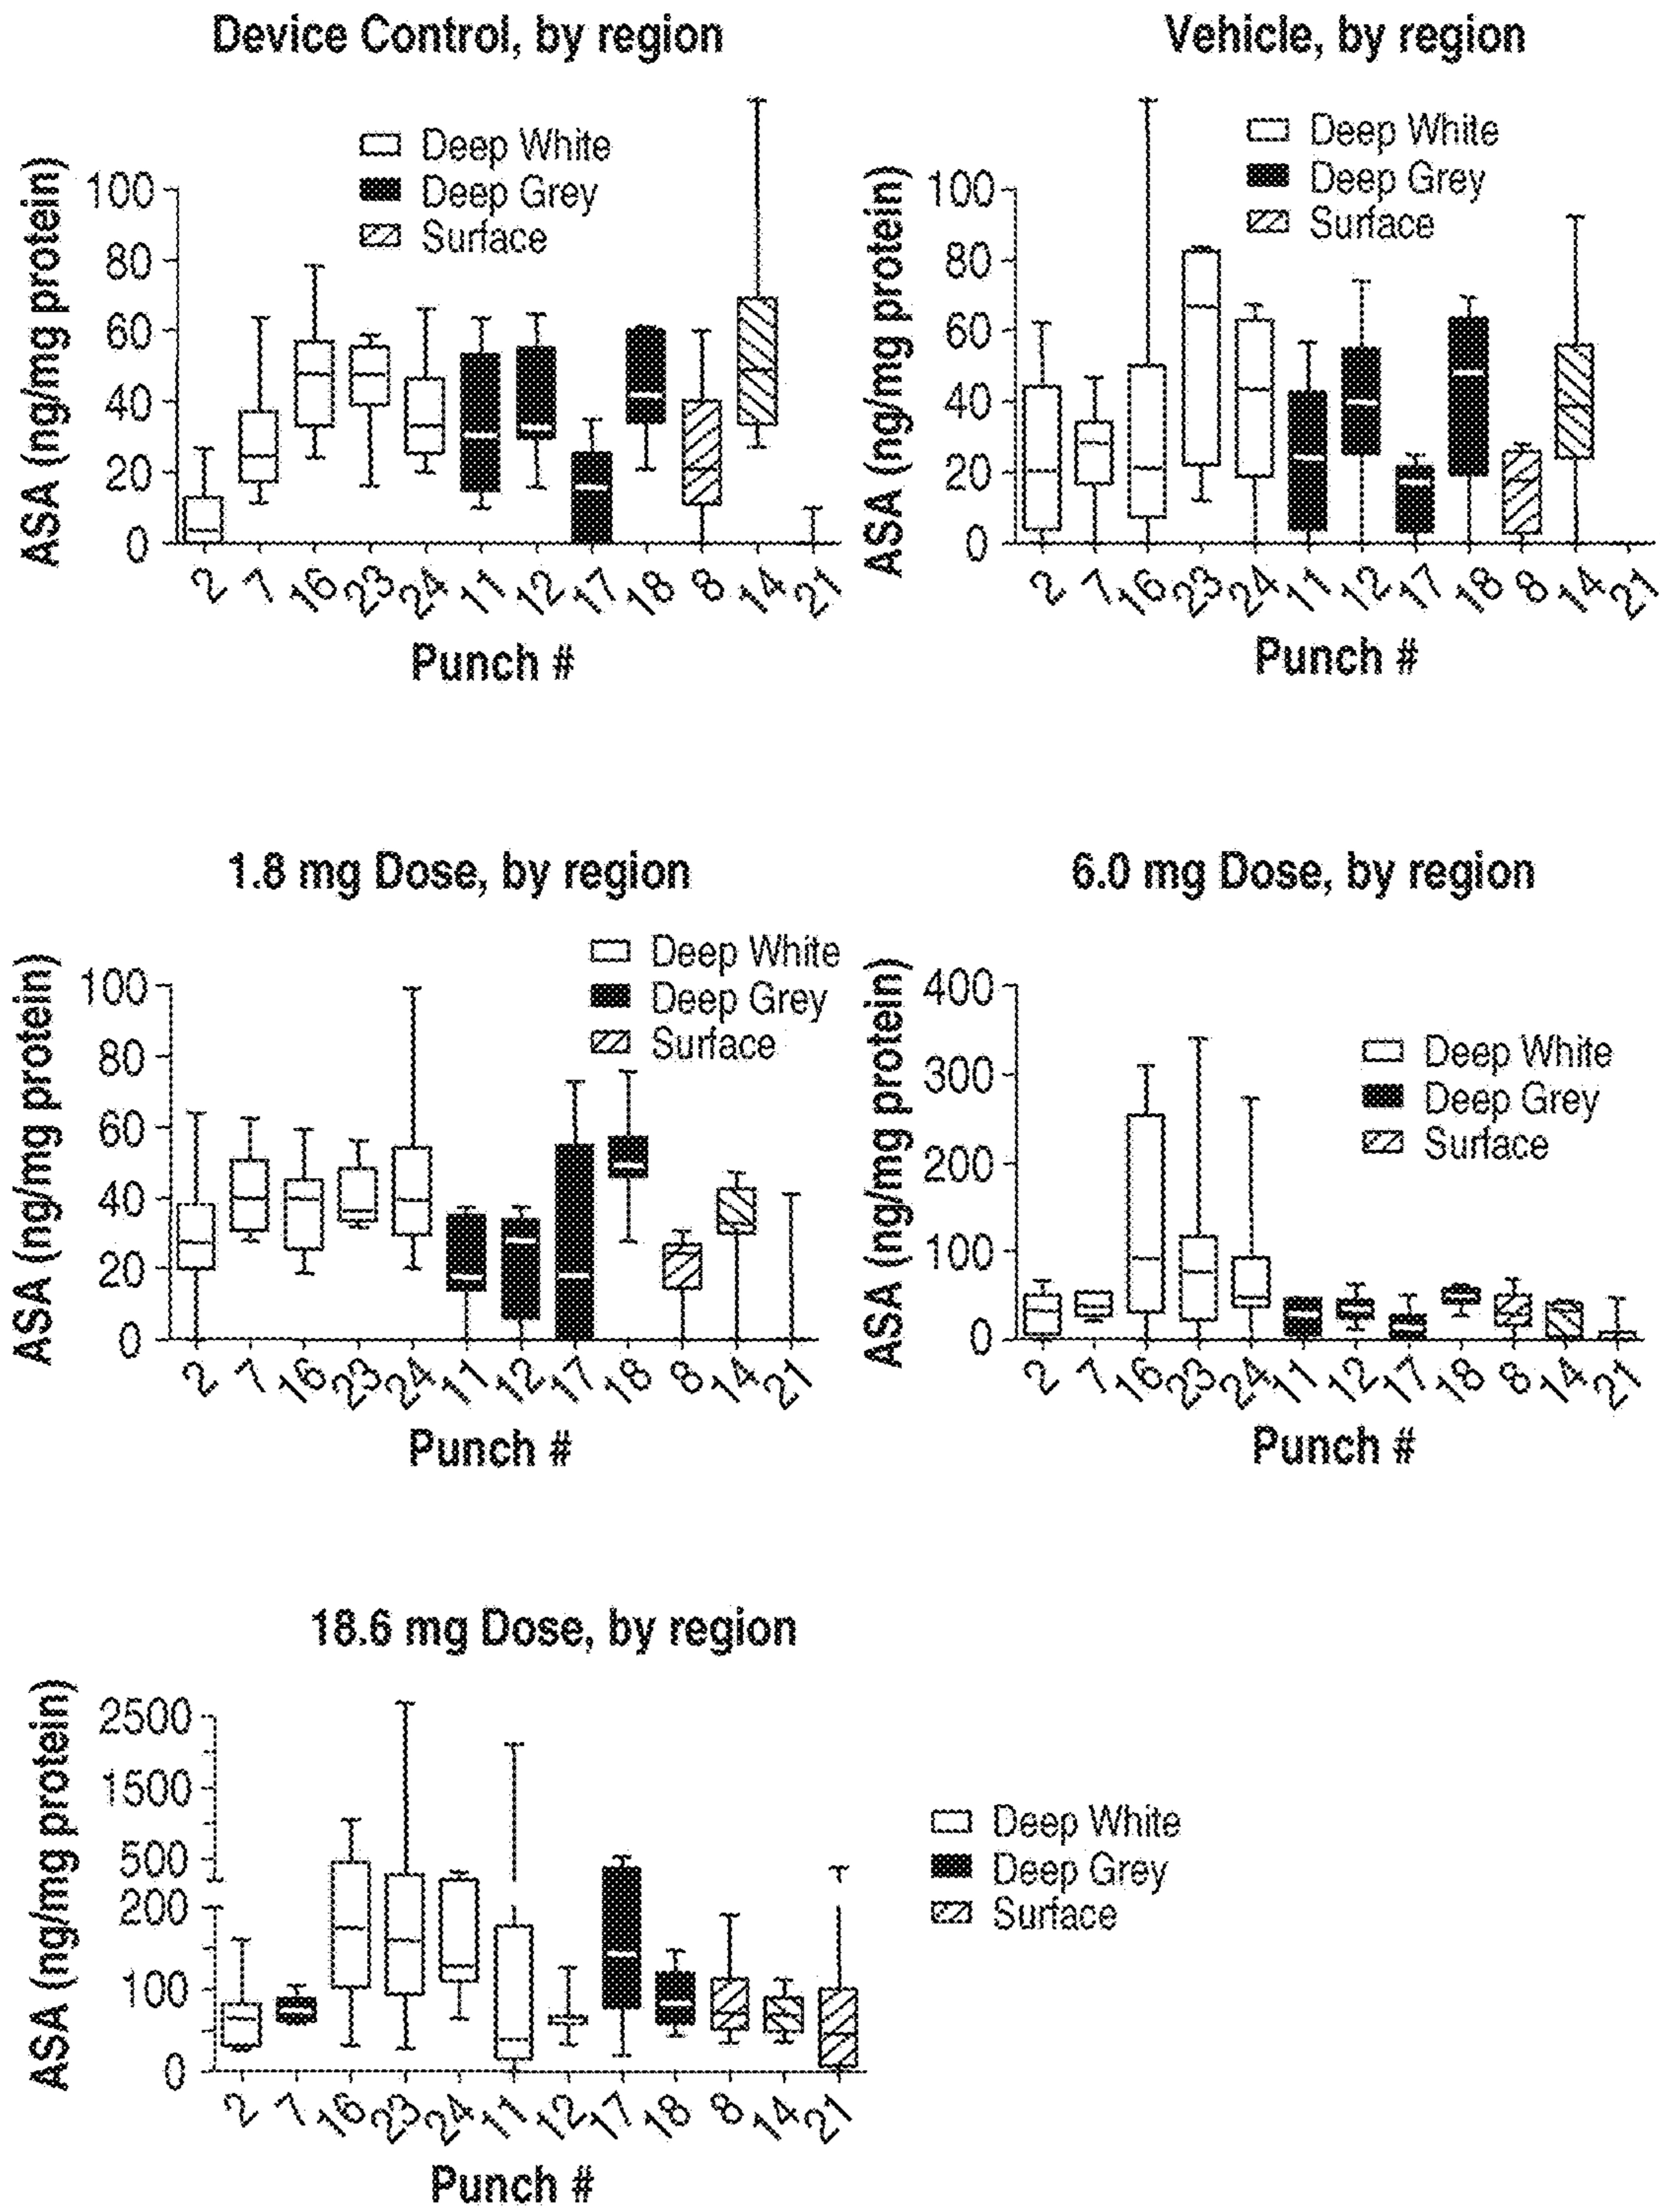 Device Control, by region
Deep White
Deep Grey
Surface
ASA (ng/mg protein)
100
80
60
40
20
0
2 7 16 23 24 11 12 17 18 8 14 21
Punch #
Vehicle, by region
Deep White
Deep Grey
Surface
ASA (ng/mg protein)
100
80
60
40
20
0
2 7 16 23 24 11 12 17 18 8 14 21
Punch #
1.8 mg Dose, by region
Deep White
Deep Grey
Surface
ASA (ng/mg protein)
100
80
60
40
20
0
2 7 16 23 24 11 12 17 18 8 14 21
Punch #
6.0 mg Dose, by region
Deep White
Deep Grey
Surface
ASA (ng/mg protein)
400
300
200
100
0
2 7 16 23 24 11 12 17 18 8 14 21
Punch #
18.6 mg Dose, by region
ASA (ng/mg protein)
2500
1500
500
200
100
0
2 7 16 23 24 11 12 17 18 8 14 21
Punch #
Deep White
Deep Grey
Surface